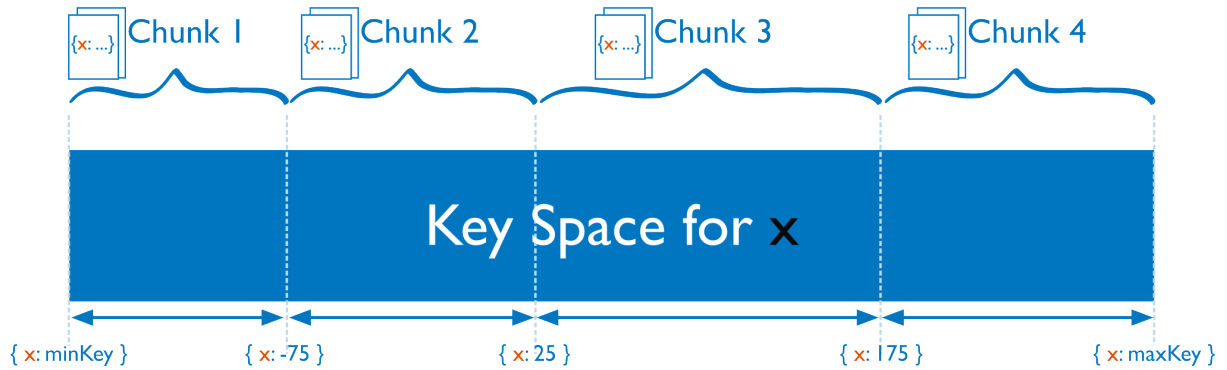 {x: ...} Chunk 1 {x: ...} Chunk 2 {x: ...} Chunk 3 {x: ...} Chunk 4
Key Space for x
{ x: minKey } { x: -75 } { x: 25 } { x: 175 } { x: maxKey }